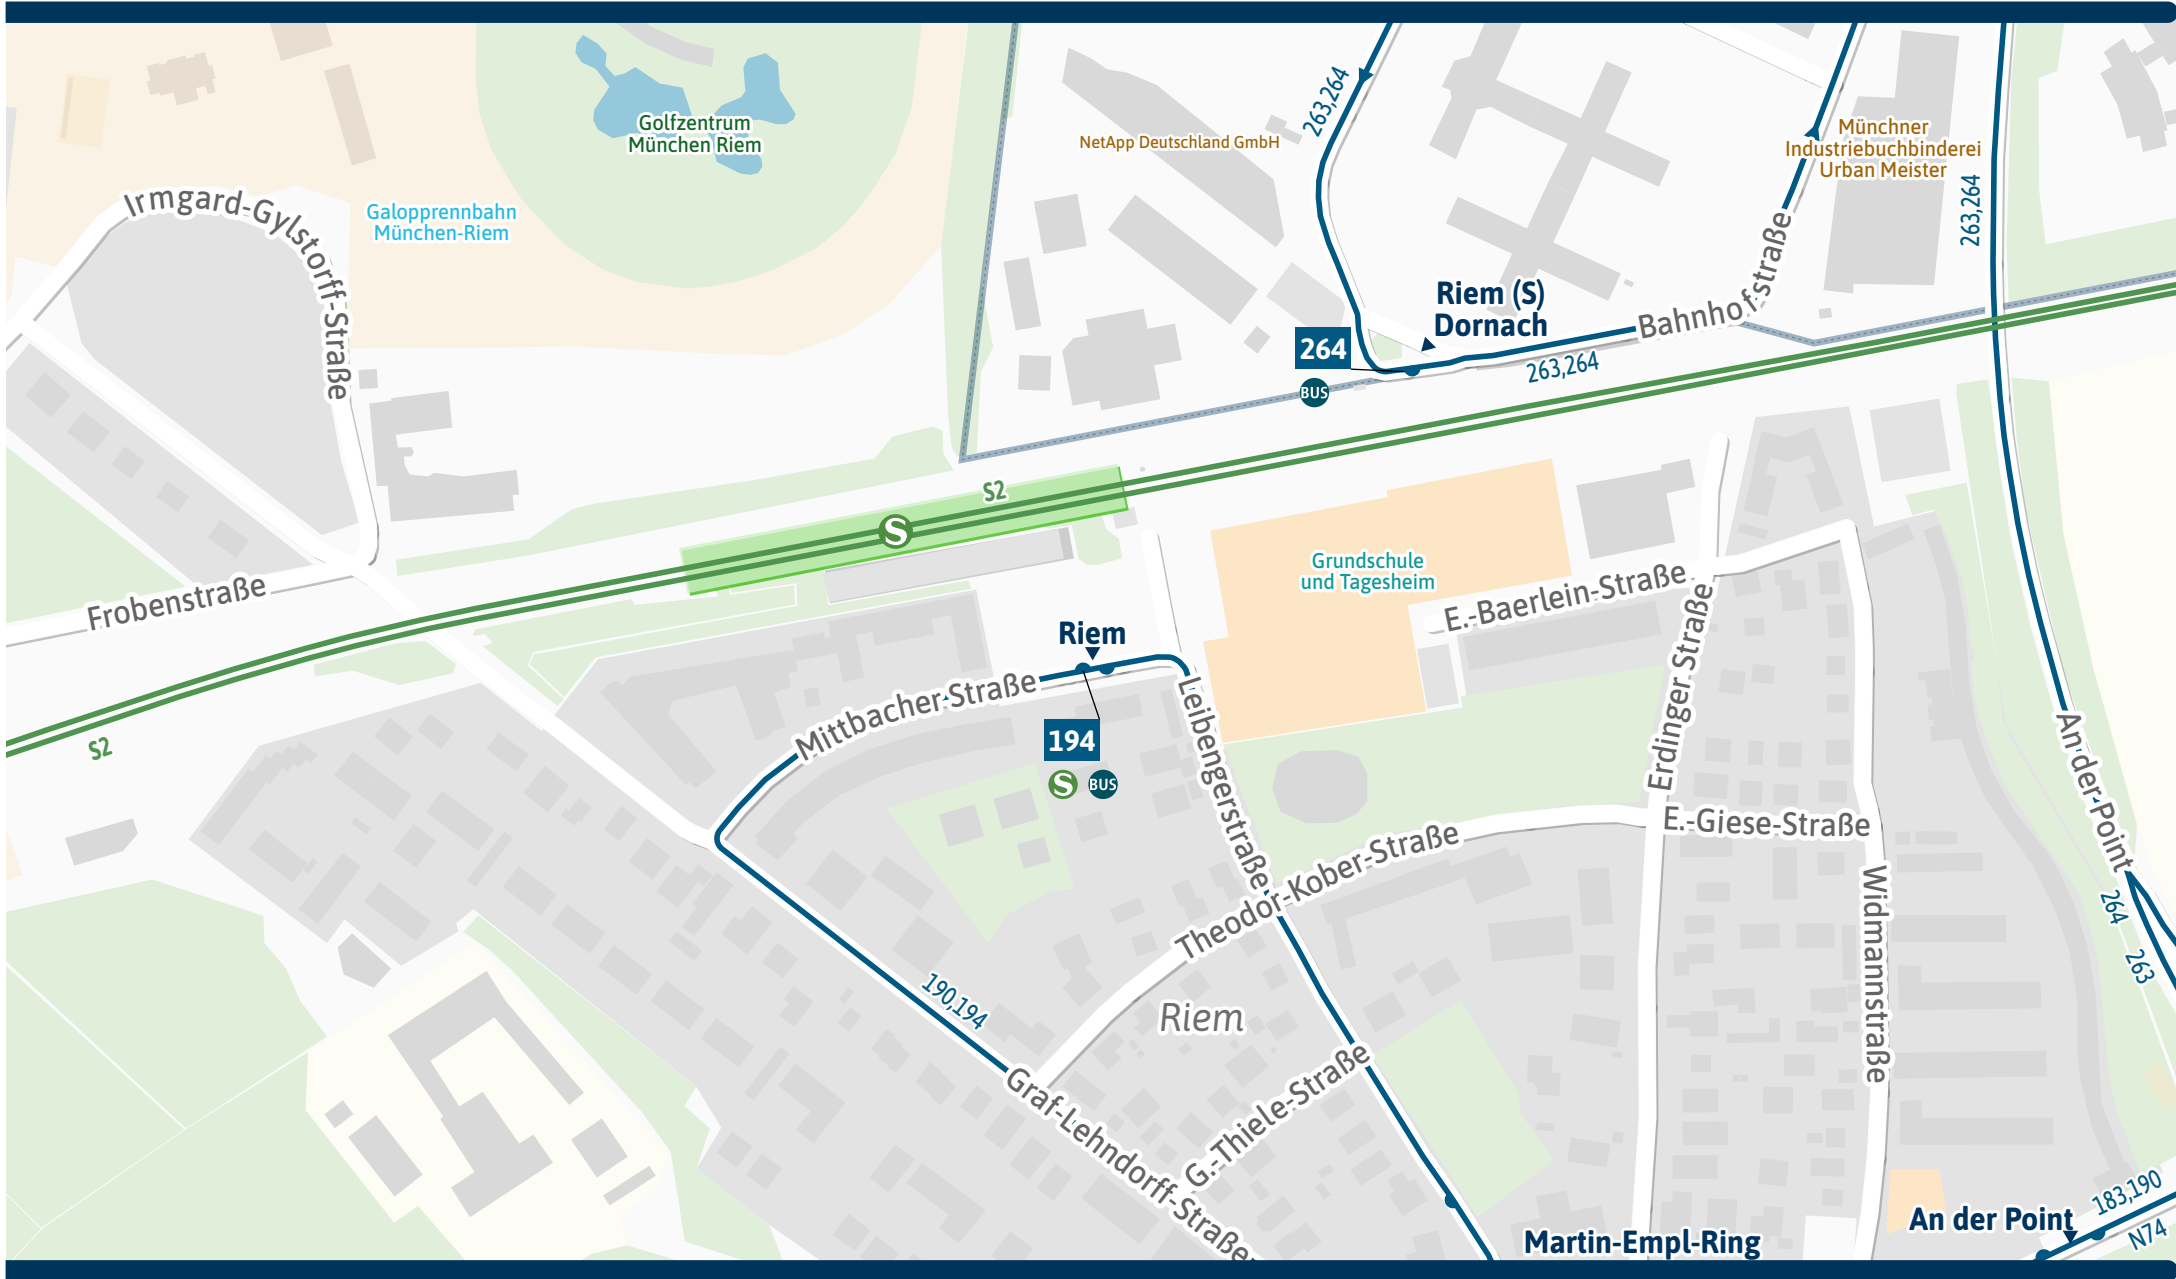 Golfzentrum
München Riem
NetApp Deutschland GmbH
263,264
Münchner
Industriebuchbinderei
Urban Meister
263,264
Irmgard-Gylstorff-Straße
Galopprennbahn
München-Riem
Riem (S)
Dornach
Bahnhofstraße
264
BUS
263,264
S2
S
Grundschule
und Tagesheim
E.-Baerlein-Straße
Frobenstraße
Riem
Mittbacher Straße
Leibengerstraße
Erdinger Straße
S2
194
S
BUS
An der Point
E.-Giese-Straße
Theodor-Kober-Straße
Widmannstraße
264
263
190,194
Riem
Graf-Lehndorff-Straße
G.-Thiele-Straße
Martin-Empl-Ring
An der Point
183,190
N74